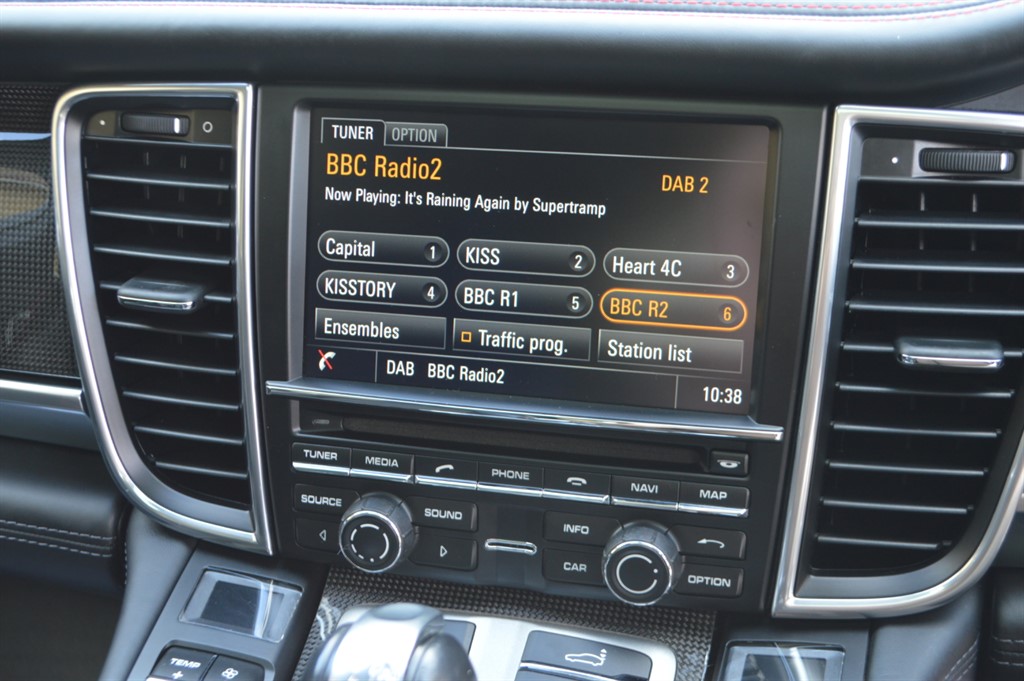 TUNER OPTION
BBC Radio2 DAB 2
Now Playing: It's Raining Again by Supertramp
Capital 1 KISS 2 Heart 4C 3
KISSTORY 4 BBC R1 5 BBC R2 6
Ensembles Traffic prog. Station list
DAB BBC Radio2 10:38
TUNER MEDIA PHONE NAVI MAP
SOURCE SOUND INFO
CAR OPTION
TEMP
+